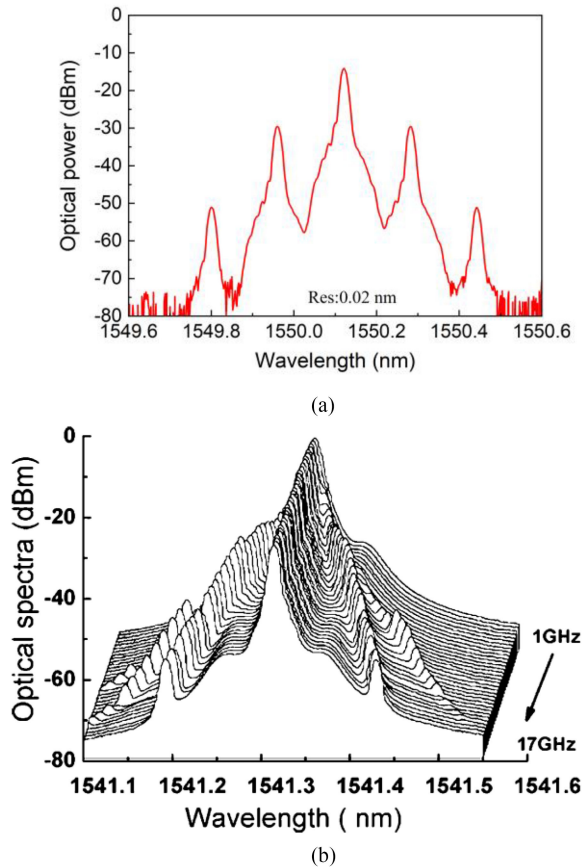 0
-10
-20
-30
-40
-50
-60
-70
-80
Optical power (dBm)
Res:0.02 nm
1549.6 1549.8 1550.0 1550.2 1550.4 1550.6
Wavelength (nm)
(a)
0
-20
-40
-60
-80
Optical spectra (dBm)
1GHz
17GHz
1541.1 1541.2 1541.3 1541.4 1541.5 1541.6
Wavelength ( nm)
(b)